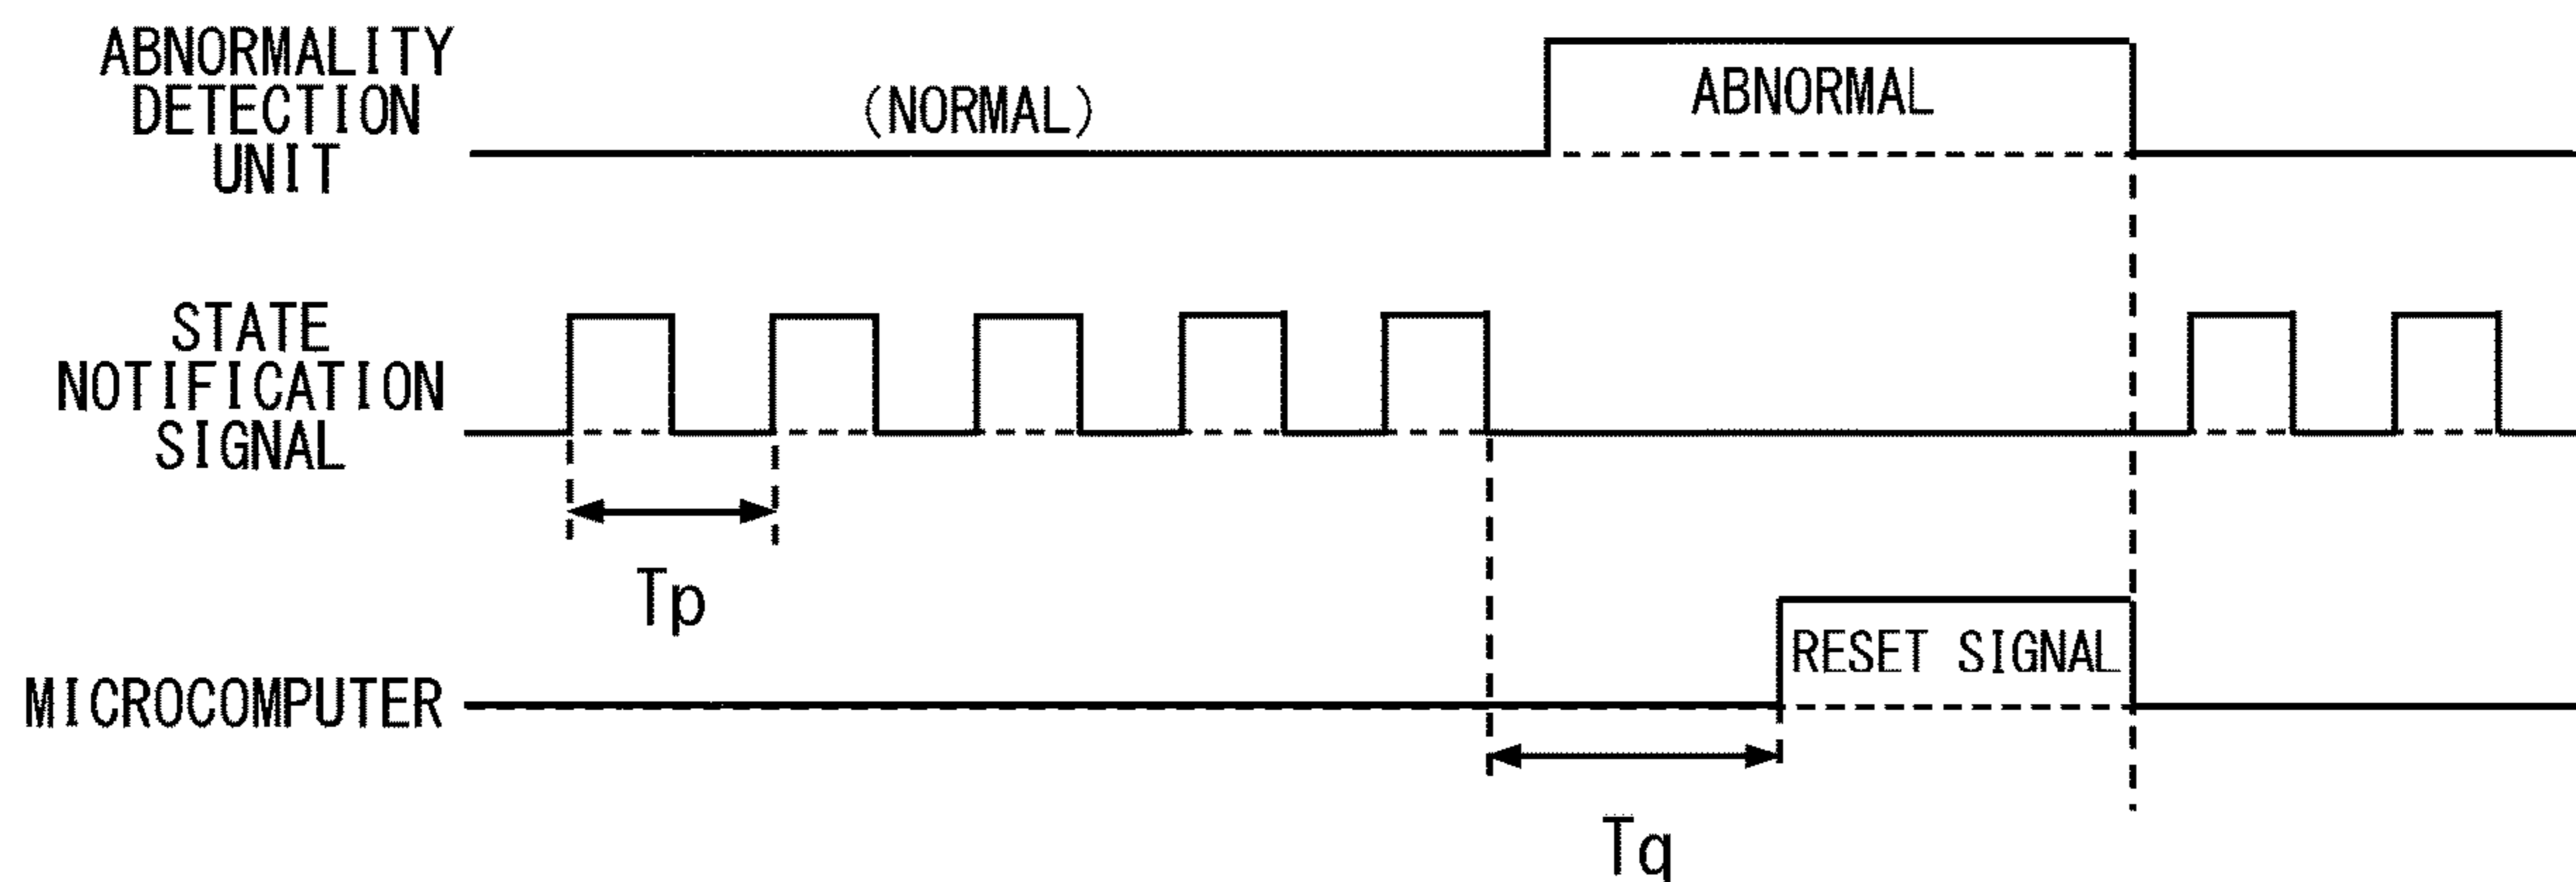 ABNORMALITY
DETECTION
UNIT
(NORMAL)
ABNORMAL
STATE
NOTIFICATION
SIGNAL
Tp
RESET SIGNAL
MICROCOMPUTER
Tq